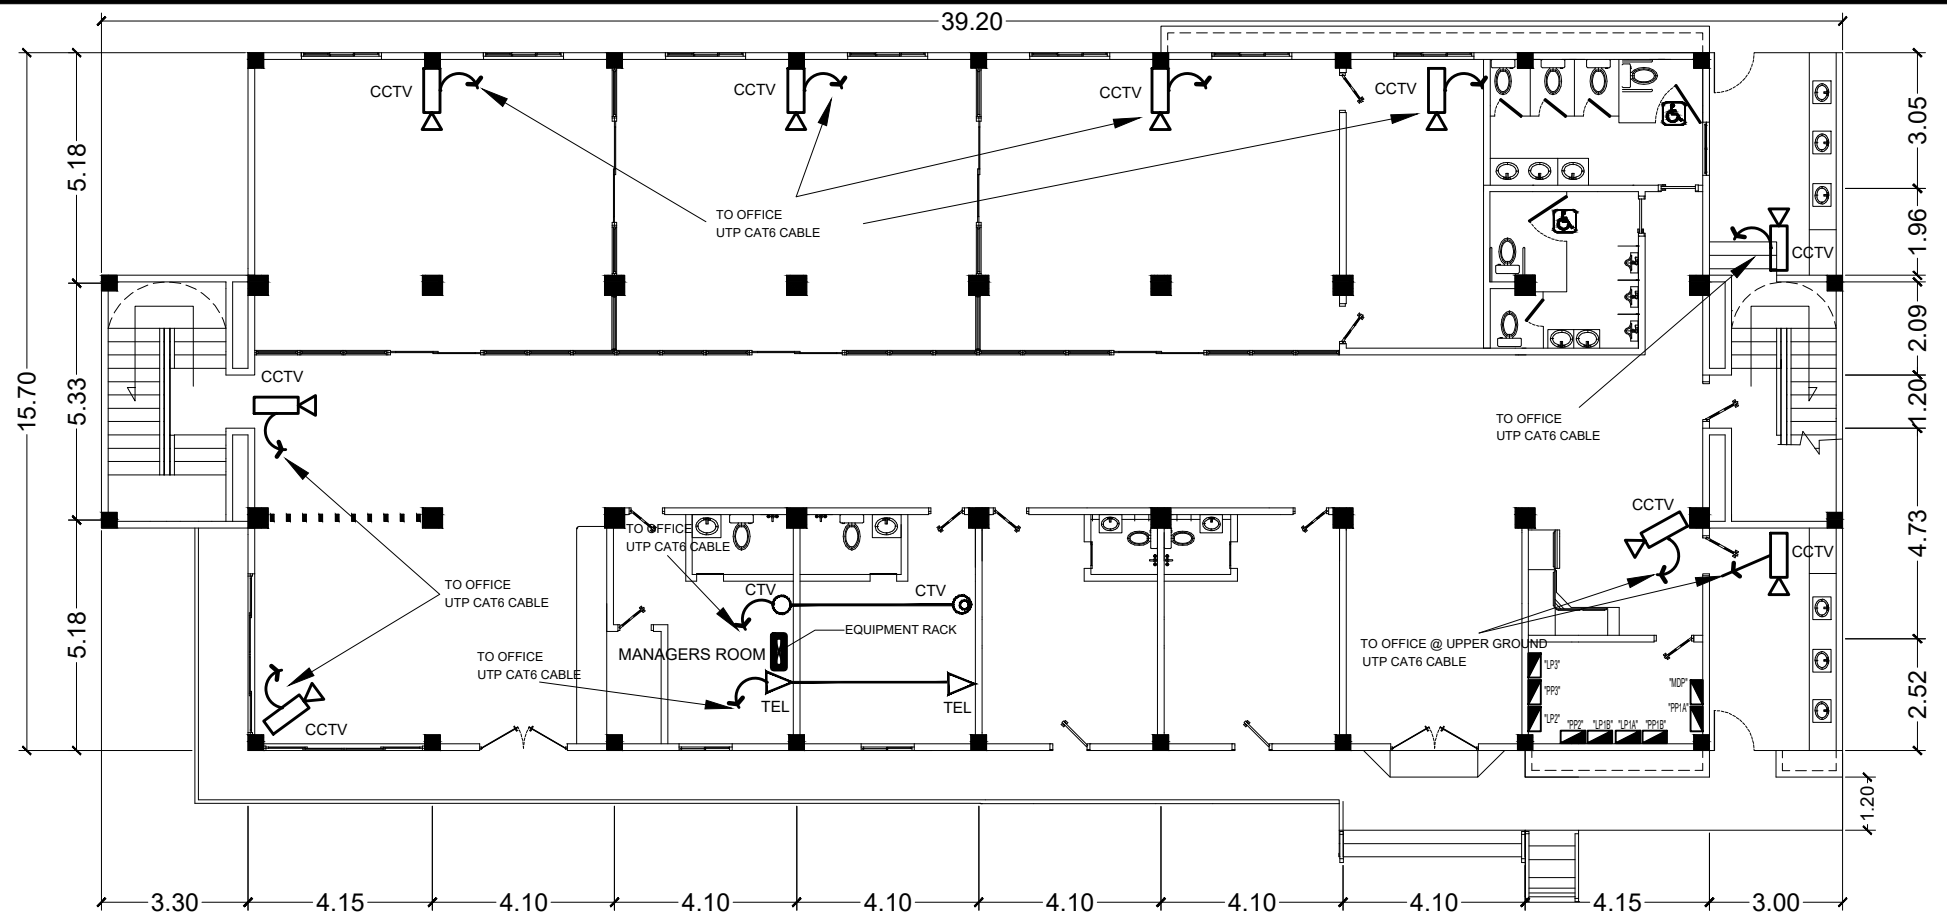 39.20
CCTV
CCTV
CCTV
CCTV
TO OFFICE
UTP CAT6 CABLE
5.18
3.05
1.96
CCTV
15.70
5.33
2.09
1.20
CCTV
TO OFFICE
UTP CAT6 CABLE
TO OFFICE
UTP CAT6 CABLE
CCTV
CCTV
4.73
TO OFFICE
UTP CAT6 CABLE
CTV
CTV
EQUIPMENT RACK
MANAGERS ROOM
TO OFFICE
UTP CAT6 CABLE
TEL
TEL
TO OFFICE @ UPPER GROUND
UTP CAT6 CABLE
5.18
CCTV
"LP3"
"PP3"
"LP2"
"PP2"
"LP1B"
"LP1A"
"PP1B"
"MDP"
"PP1A"
2.52
1.20
3.30
4.15
4.10
4.10
4.10
4.10
4.10
4.10
4.15
3.00